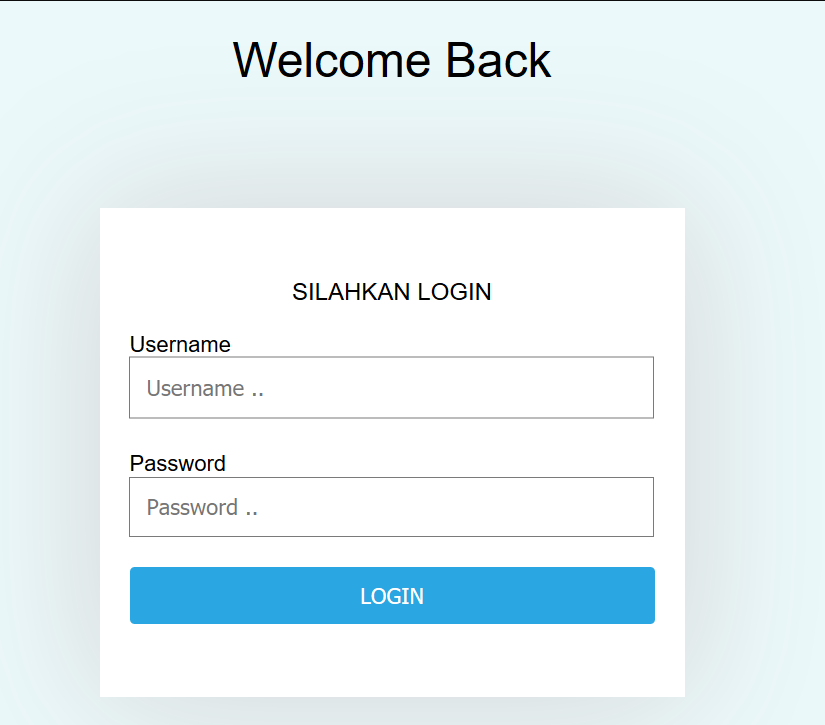 Welcome Back
SILAHKAN LOGIN
Username
Username ..
Password
Password ..
LOGIN